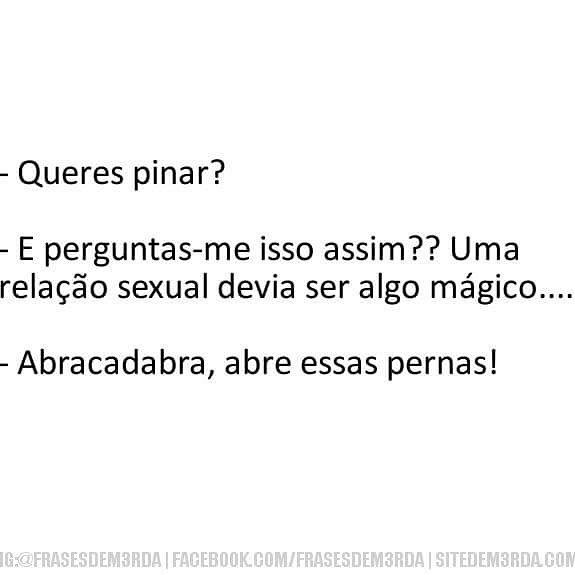 - Queres pinar?
- E perguntas-me isso assim?? Uma
relação sexual devia ser algo mágico....
- Abracadabra, abre essas pernas!
IG:@FRASESDEM3RDA | FACEBOOK.COM/FRASESDEM3RDA | SITEDEM3RDA.COM